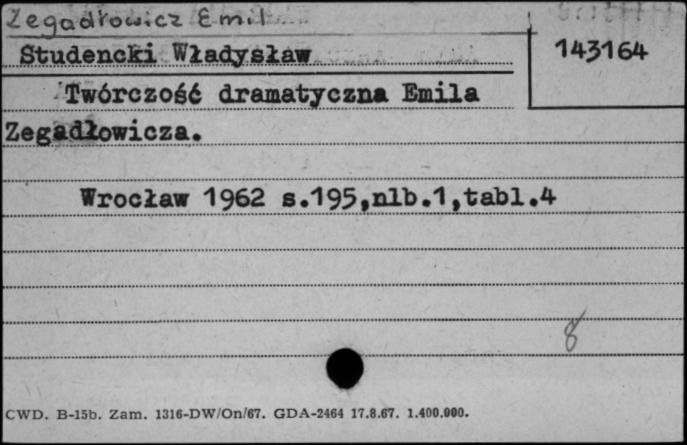 Zegadłowicz Emil
Studencki Władysław
143164
Twórczość dramatyczna Emila
Zegadłowicza.
Wrocław 1962 s.195,nlb.1,tabl.4
8
CWD. B-15b. Zam. 1316-DW/On/67. GDA-2464 17.8.67. 1.400.000.